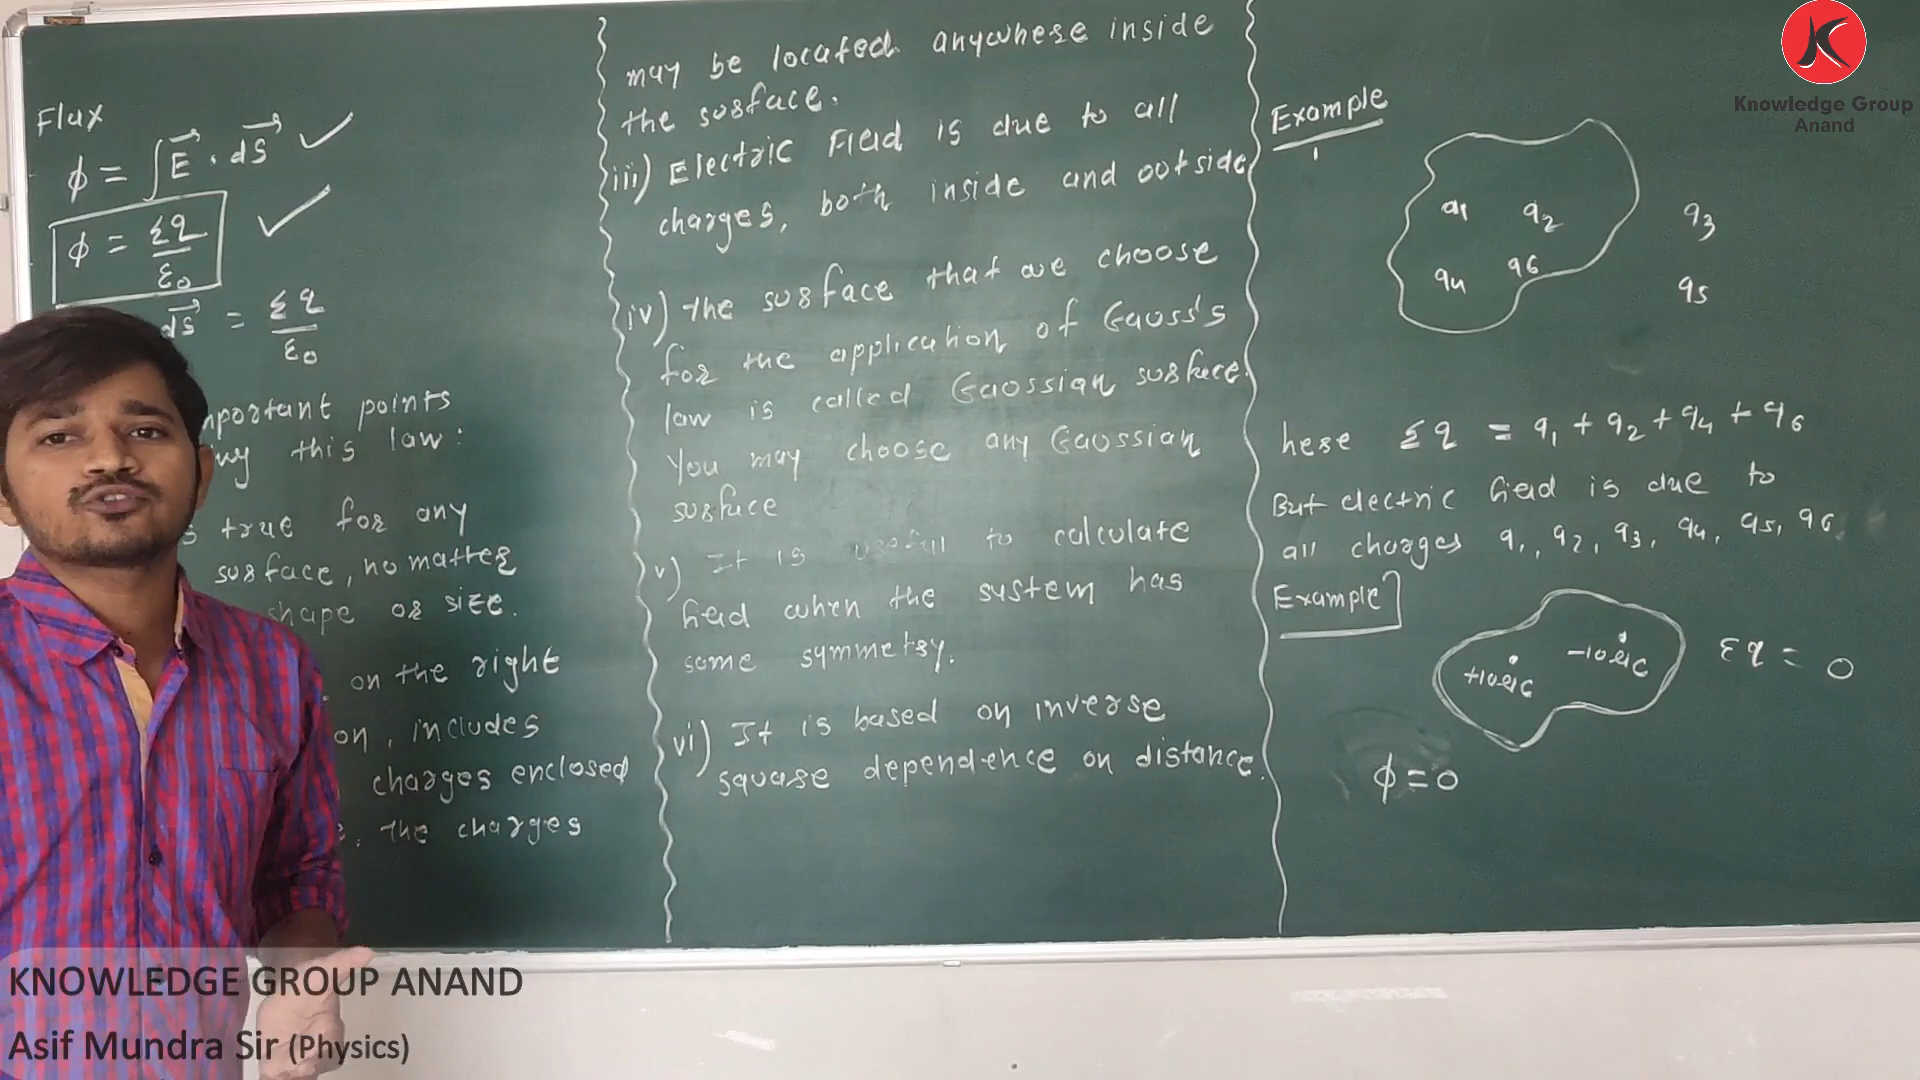 Flux
ϕ = ∫ E⃗ . dS⃗
ϕ = Σq / ε₀
dS⃗ = Σq / ε₀
mportant points
ng this law :
s true for any
surface, no matter
shape or size.
on the right
on, includes
charges enclosed
e. the charges
may be located anywhere inside
the surface.
iii) Electric Field is due to all
charges, both inside and outside
iv) the surface that we choose
for the application of Gauss's
law is called Gaussian surface.
You may choose any Gaussian
surface
v) It is usefull to calculate
field when the system has
some symmetry.
vi) It is based on inverse
square dependence on distance.
Example
1
q₁ q₂ q₃
q₄ q₆ q₅
here Σq = q₁ + q₂ + q₄ + q₆
But electric field is due to
all charges q₁, q₂, q₃, q₄, q₅, q₆
Example
+10μC -10μC Σq = 0
ϕ = 0
K
Knowledge Group
Anand
KNOWLEDGE GROUP ANAND
Asif Mundra Sir (Physics)